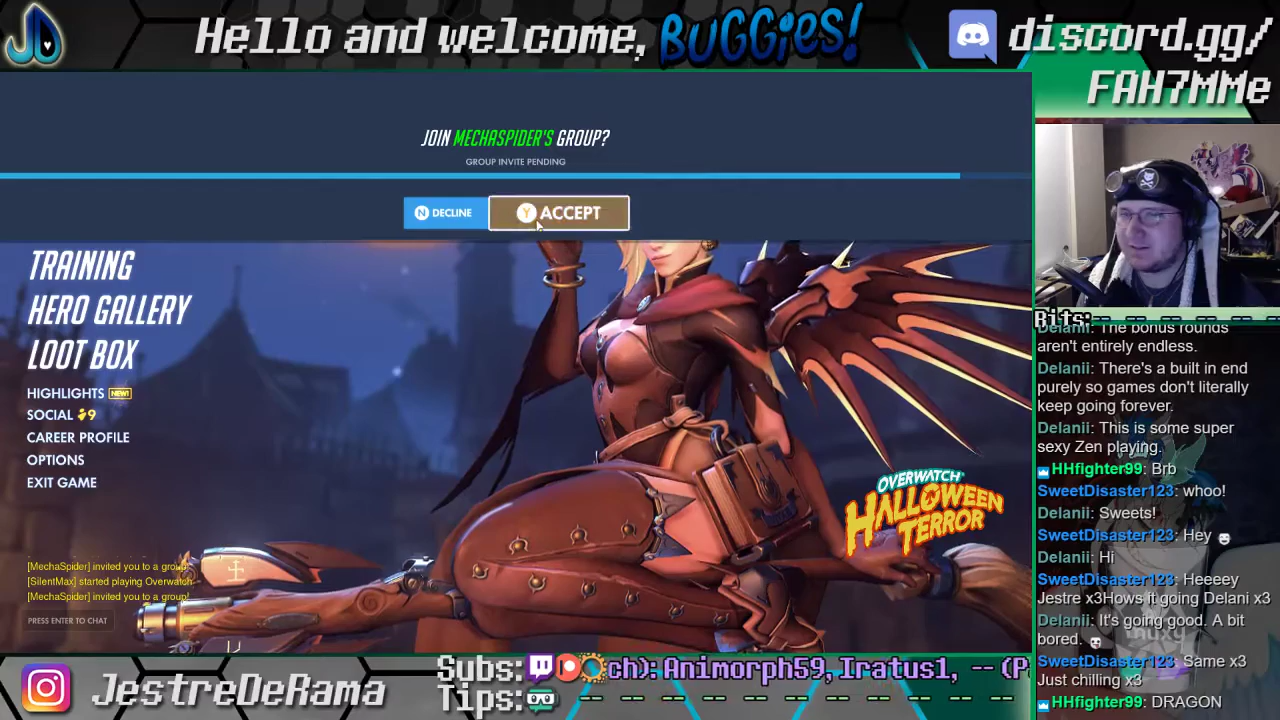 Hello and welcome, BUGGiES!
discord.gg/
FAH7MMe
JOIN MECHASPIDER'S GROUP?
GROUP INVITE PENDING
N DECLINE
Y ACCEPT
TRAINING
HERO GALLERY
LOOT BOX
HIGHLIGHTS NEW!
SOCIAL 9
CAREER PROFILE
OPTIONS
EXIT GAME
OVERWATCH
HALLOWEEN
TERROR
[MechaSpider] invited you to a group!
[SilentMax] started playing Overwatch
[MechaSpider] invited you to a group!
PRESS ENTER TO CHAT
Bits:-- -- -- -- --
Delanii: The bonus rounds
aren't entirely endless.
Delanii: There's a built in end
purely so games don't literally
keep going forever.
Delanii: This is some super
sexy Zen playing.
HHfighter99: Brb
SweetDisaster123: whoo!
Delanii: Sweets!
SweetDisaster123: Hey
Delanii: Hi
SweetDisaster123: Heeeey
Jestre x3Hows it going Delani x3
Delanii: It's going good. A bit
bored.
SweetDisaster123: Same x3
Just chilling x3
HHfighter99: DRAGON
JestreDeRama
Subs: ch): Animorph59, Iratus1, -- (P
Tips: -- -- -- -- -- -- -- -- --